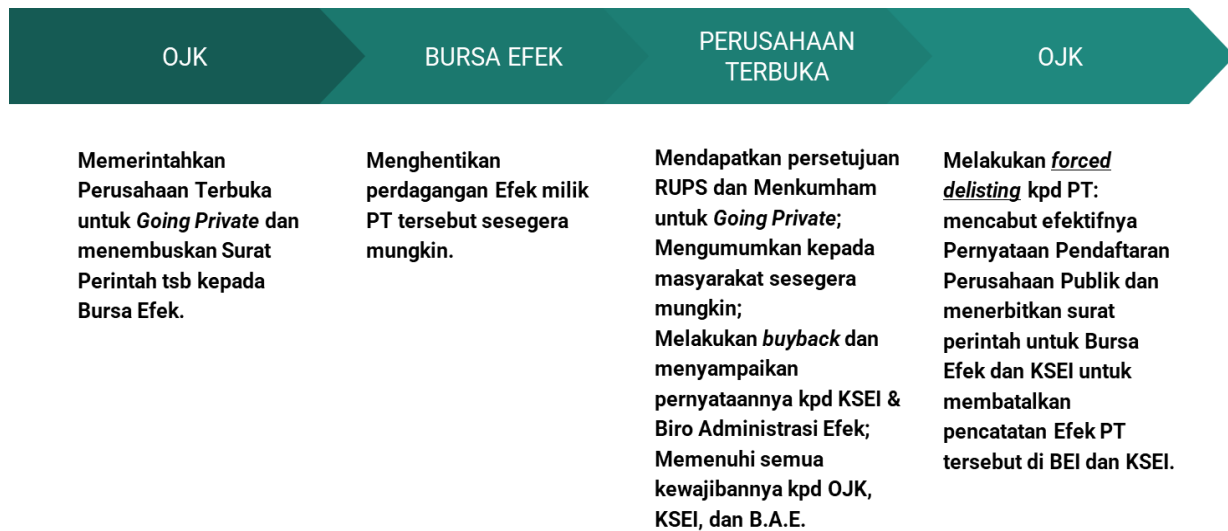 OJK
Memerintahkan
Perusahaan Terbuka
untuk Going Private dan
menembuskan Surat
Perintah tsb kepada
Bursa Efek.
BURSA EFEK
Menghentikan
perdagangan Efek milik
PT tersebut sesegera
mungkin.
PERUSAHAAN
TERBUKA
Mendapatkan persetujuan
RUPS dan Menkumham
untuk Going Private;
Mengumumkan kepada
masyarakat sesegera
mungkin;
Melakukan buyback dan
menyampaikan
pernyataannya kpd KSEI &
Biro Administrasi Efek;
Memenuhi semua
kewajibannya kpd OJK,
KSEI, dan B.A.E.
OJK
Melakukan forced
delisting kpd PT:
mencabut efektifnya
Pernyataan Pendaftaran
Perusahaan Publik dan
menerbitkan surat
perintah untuk Bursa
Efek dan KSEI untuk
membatalkan
pencatatan Efek PT
tersebut di BEI dan KSEI.